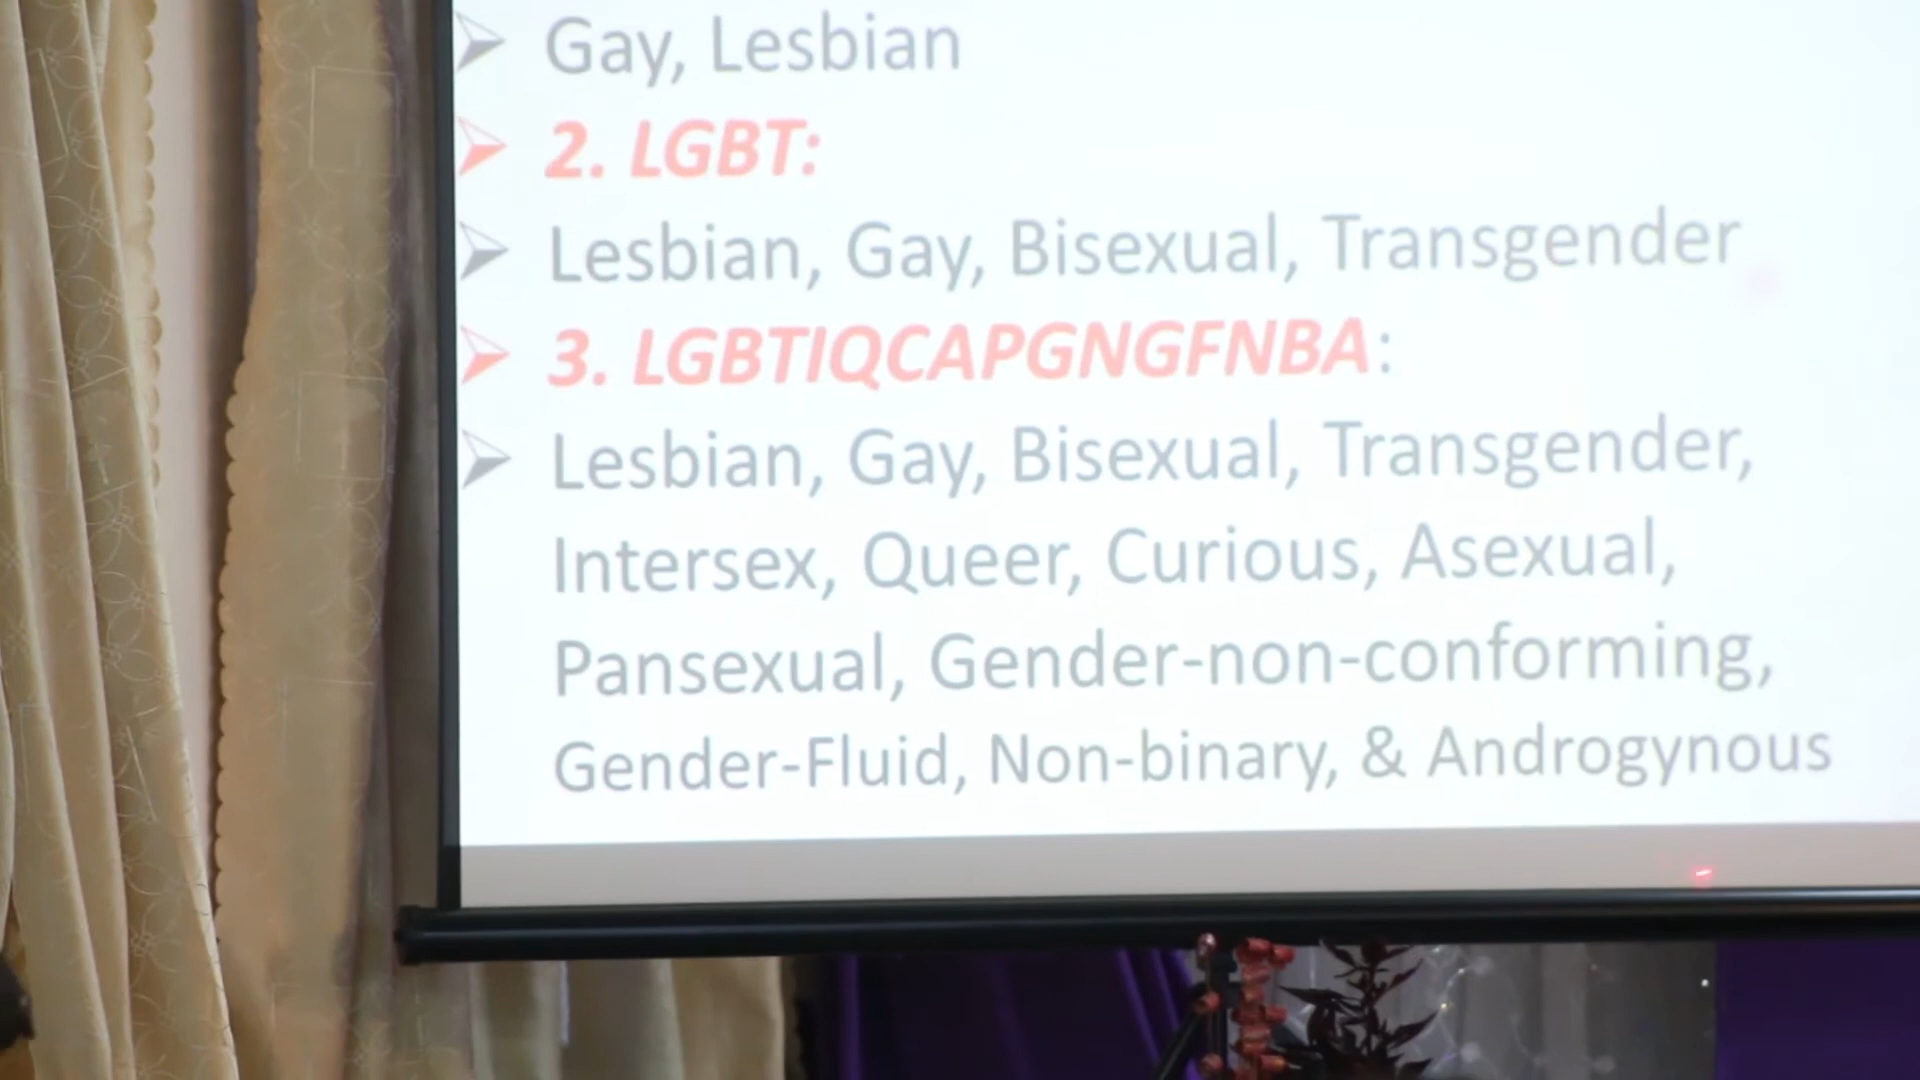 Gay, Lesbian
2. LGBT:
Lesbian, Gay, Bisexual, Transgender
3. LGBTIQCAPGNGFNBA:
Lesbian, Gay, Bisexual, Transgender,
Intersex, Queer, Curious, Asexual,
Pansexual, Gender-non-conforming,
Gender-Fluid, Non-binary, & Androgynous